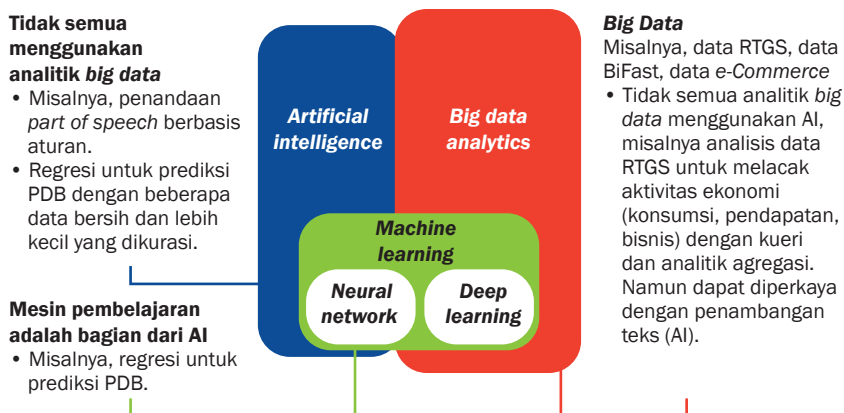 Tidak semua
menggunakan
analitik big data
• Misalnya, penandaan
part of speech berbasis
aturan.
• Regresi untuk prediksi
PDB dengan beberapa
data bersih dan lebih
kecil yang dikurasi.
Mesin pembelajaran
adalah bagian dari AI
• Misalnya, regresi untuk
prediksi PDB.
Artificial
intelligence
Big data
analytics
Machine
learning
Neural
network
Deep
learning
Big Data
Misalnya, data RTGS, data
BiFast, data e-Commerce
• Tidak semua analitik big
data menggunakan AI,
misalnya analisis data
RTGS untuk melacak
aktivitas ekonomi
(konsumsi, pendapatan,
bisnis) dengan kueri
dan analitik agregasi.
Namun dapat diperkaya
dengan penambangan
teks (AI).